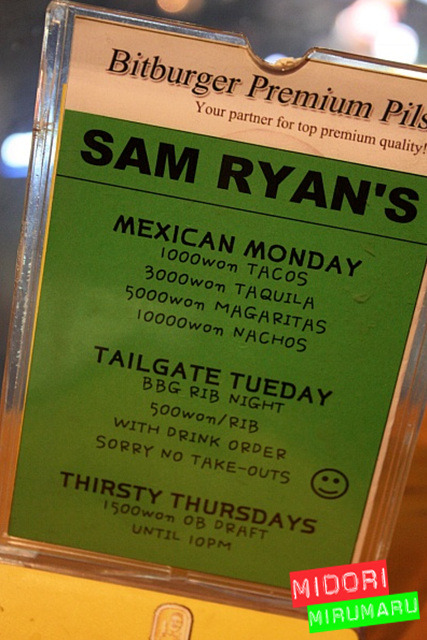 Bitburger Premium Pils
Your partner for top premium quality!
SAM RYAN'S
MEXICAN MONDAY
1000won TACOS
3000won TAQUILA
5000won MAGARITAS
10000won NACHOS
TAILGATE TUEDAY
BBG RIB NIGHT
500won/RIB
WITH DRINK ORDER
SORRY NO TAKE-OUTS
THIRSTY THURSDAYS
1500won OB DRAFT
UNTIL 10PM
MIDORI
MIRUMARU